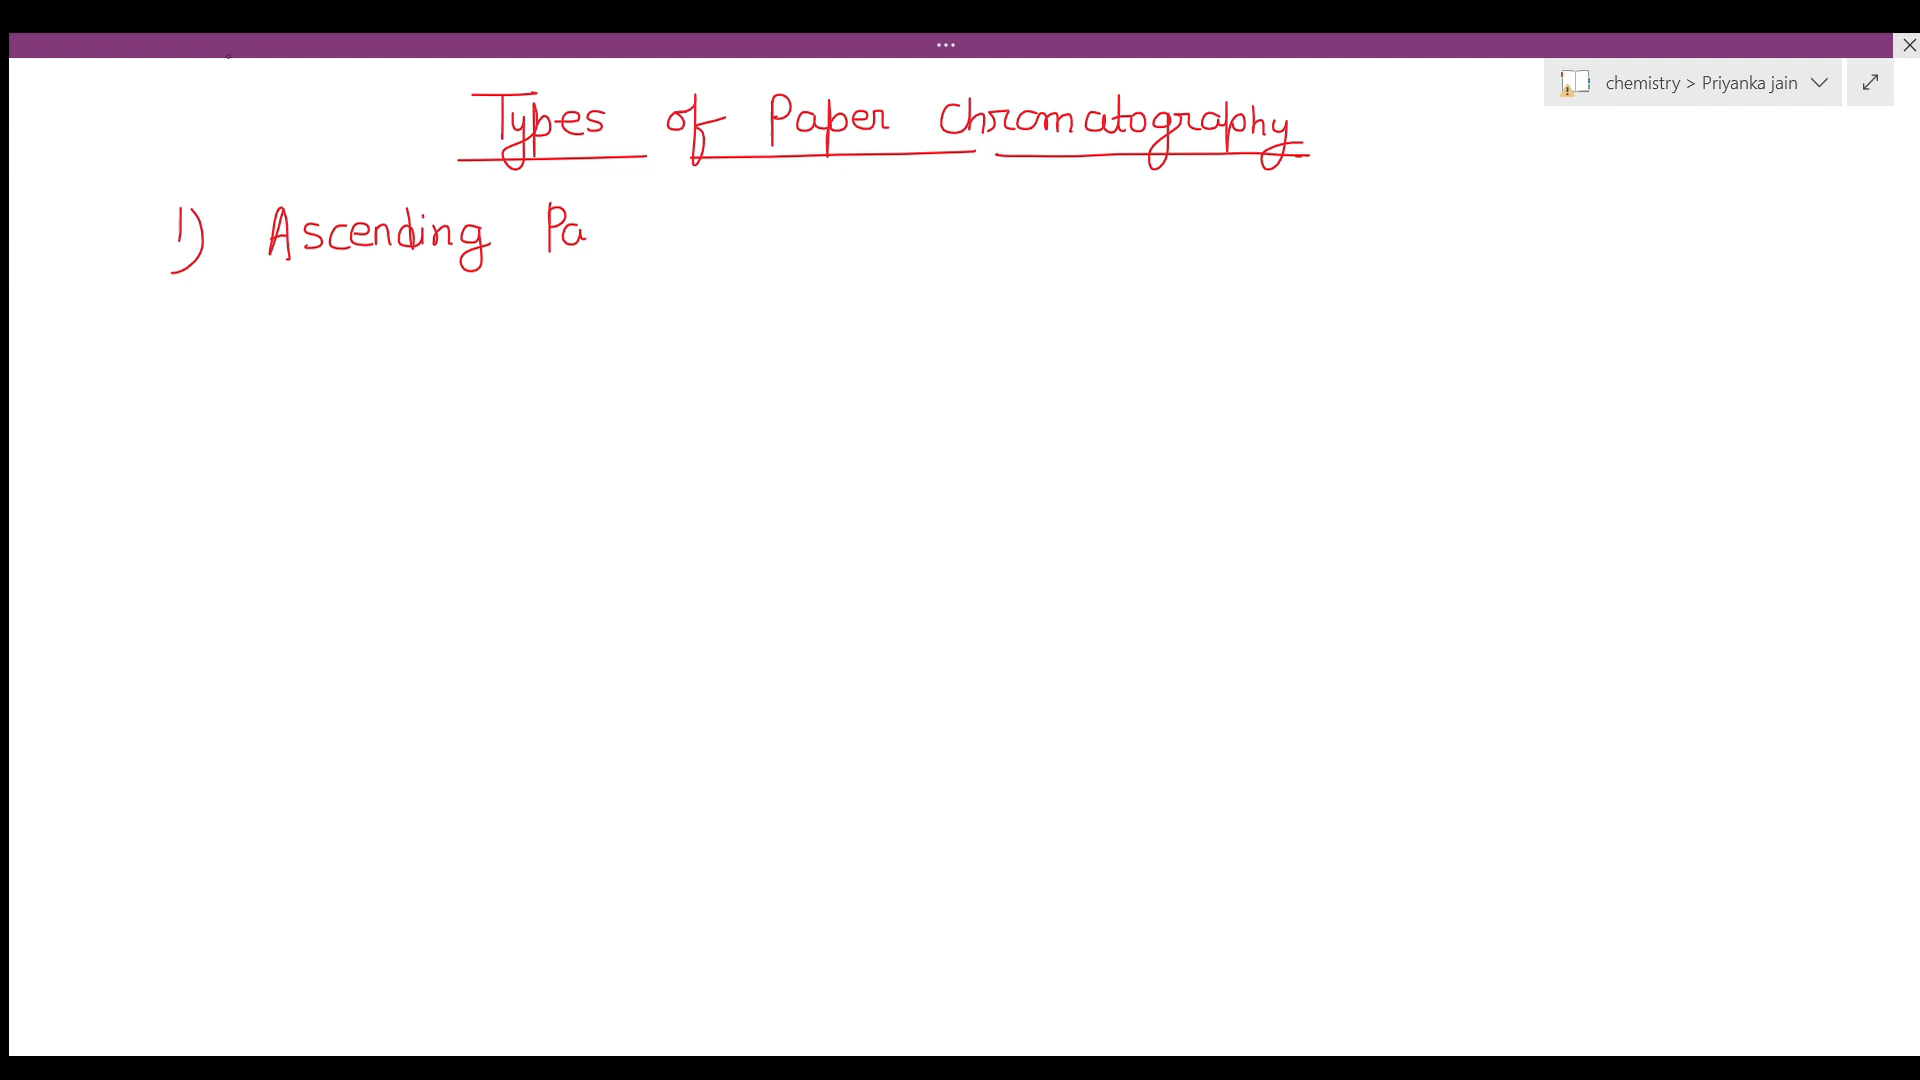 chemistry > Priyanka jain
Types of Paper Chromatography
1) Ascending Pa